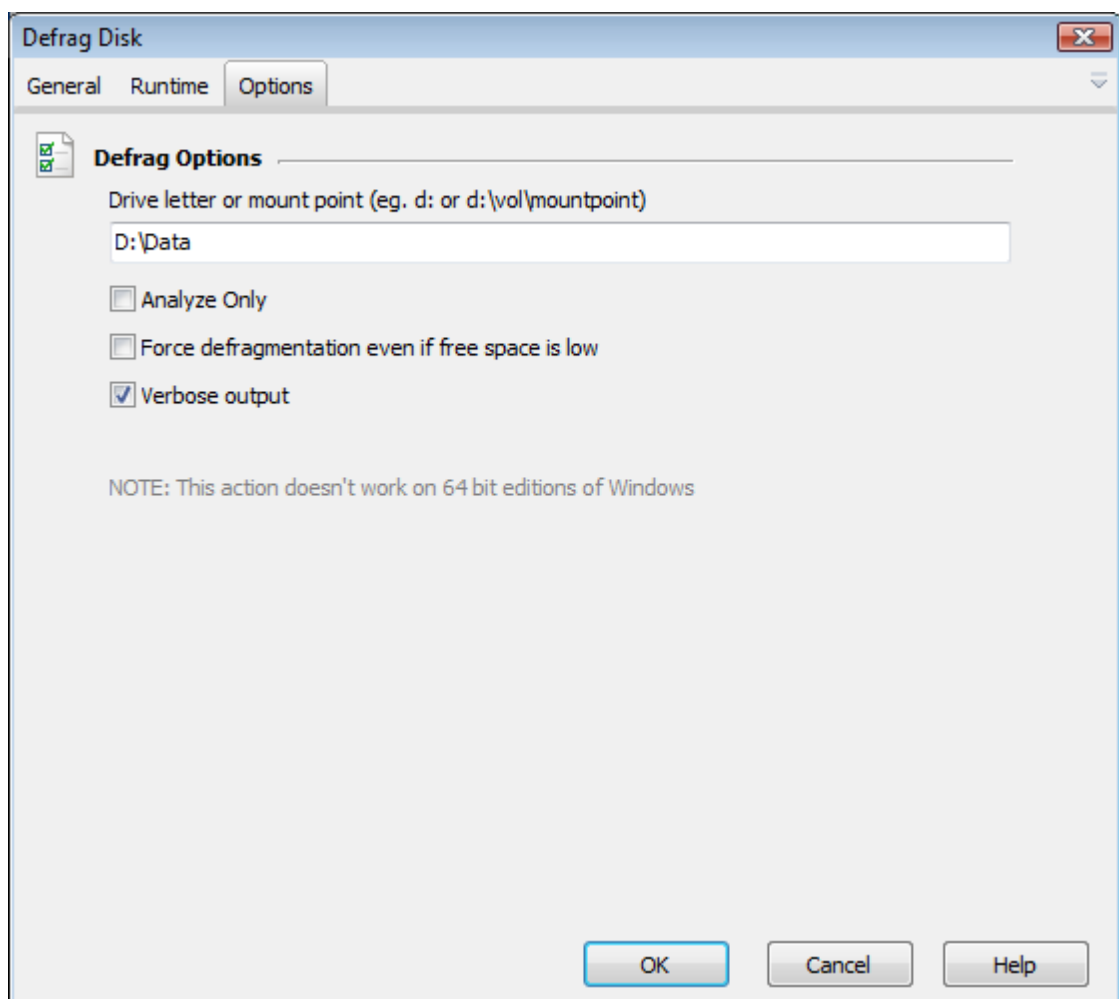 Defrag Disk
General Runtime Options
Defrag Options
Drive letter or mount point (eg. d: or d:\vol\mountpoint)
D:\Data
Analyze Only
Force defragmentation even if free space is low
Verbose output
NOTE: This action doesn't work on 64 bit editions of Windows
OK Cancel Help